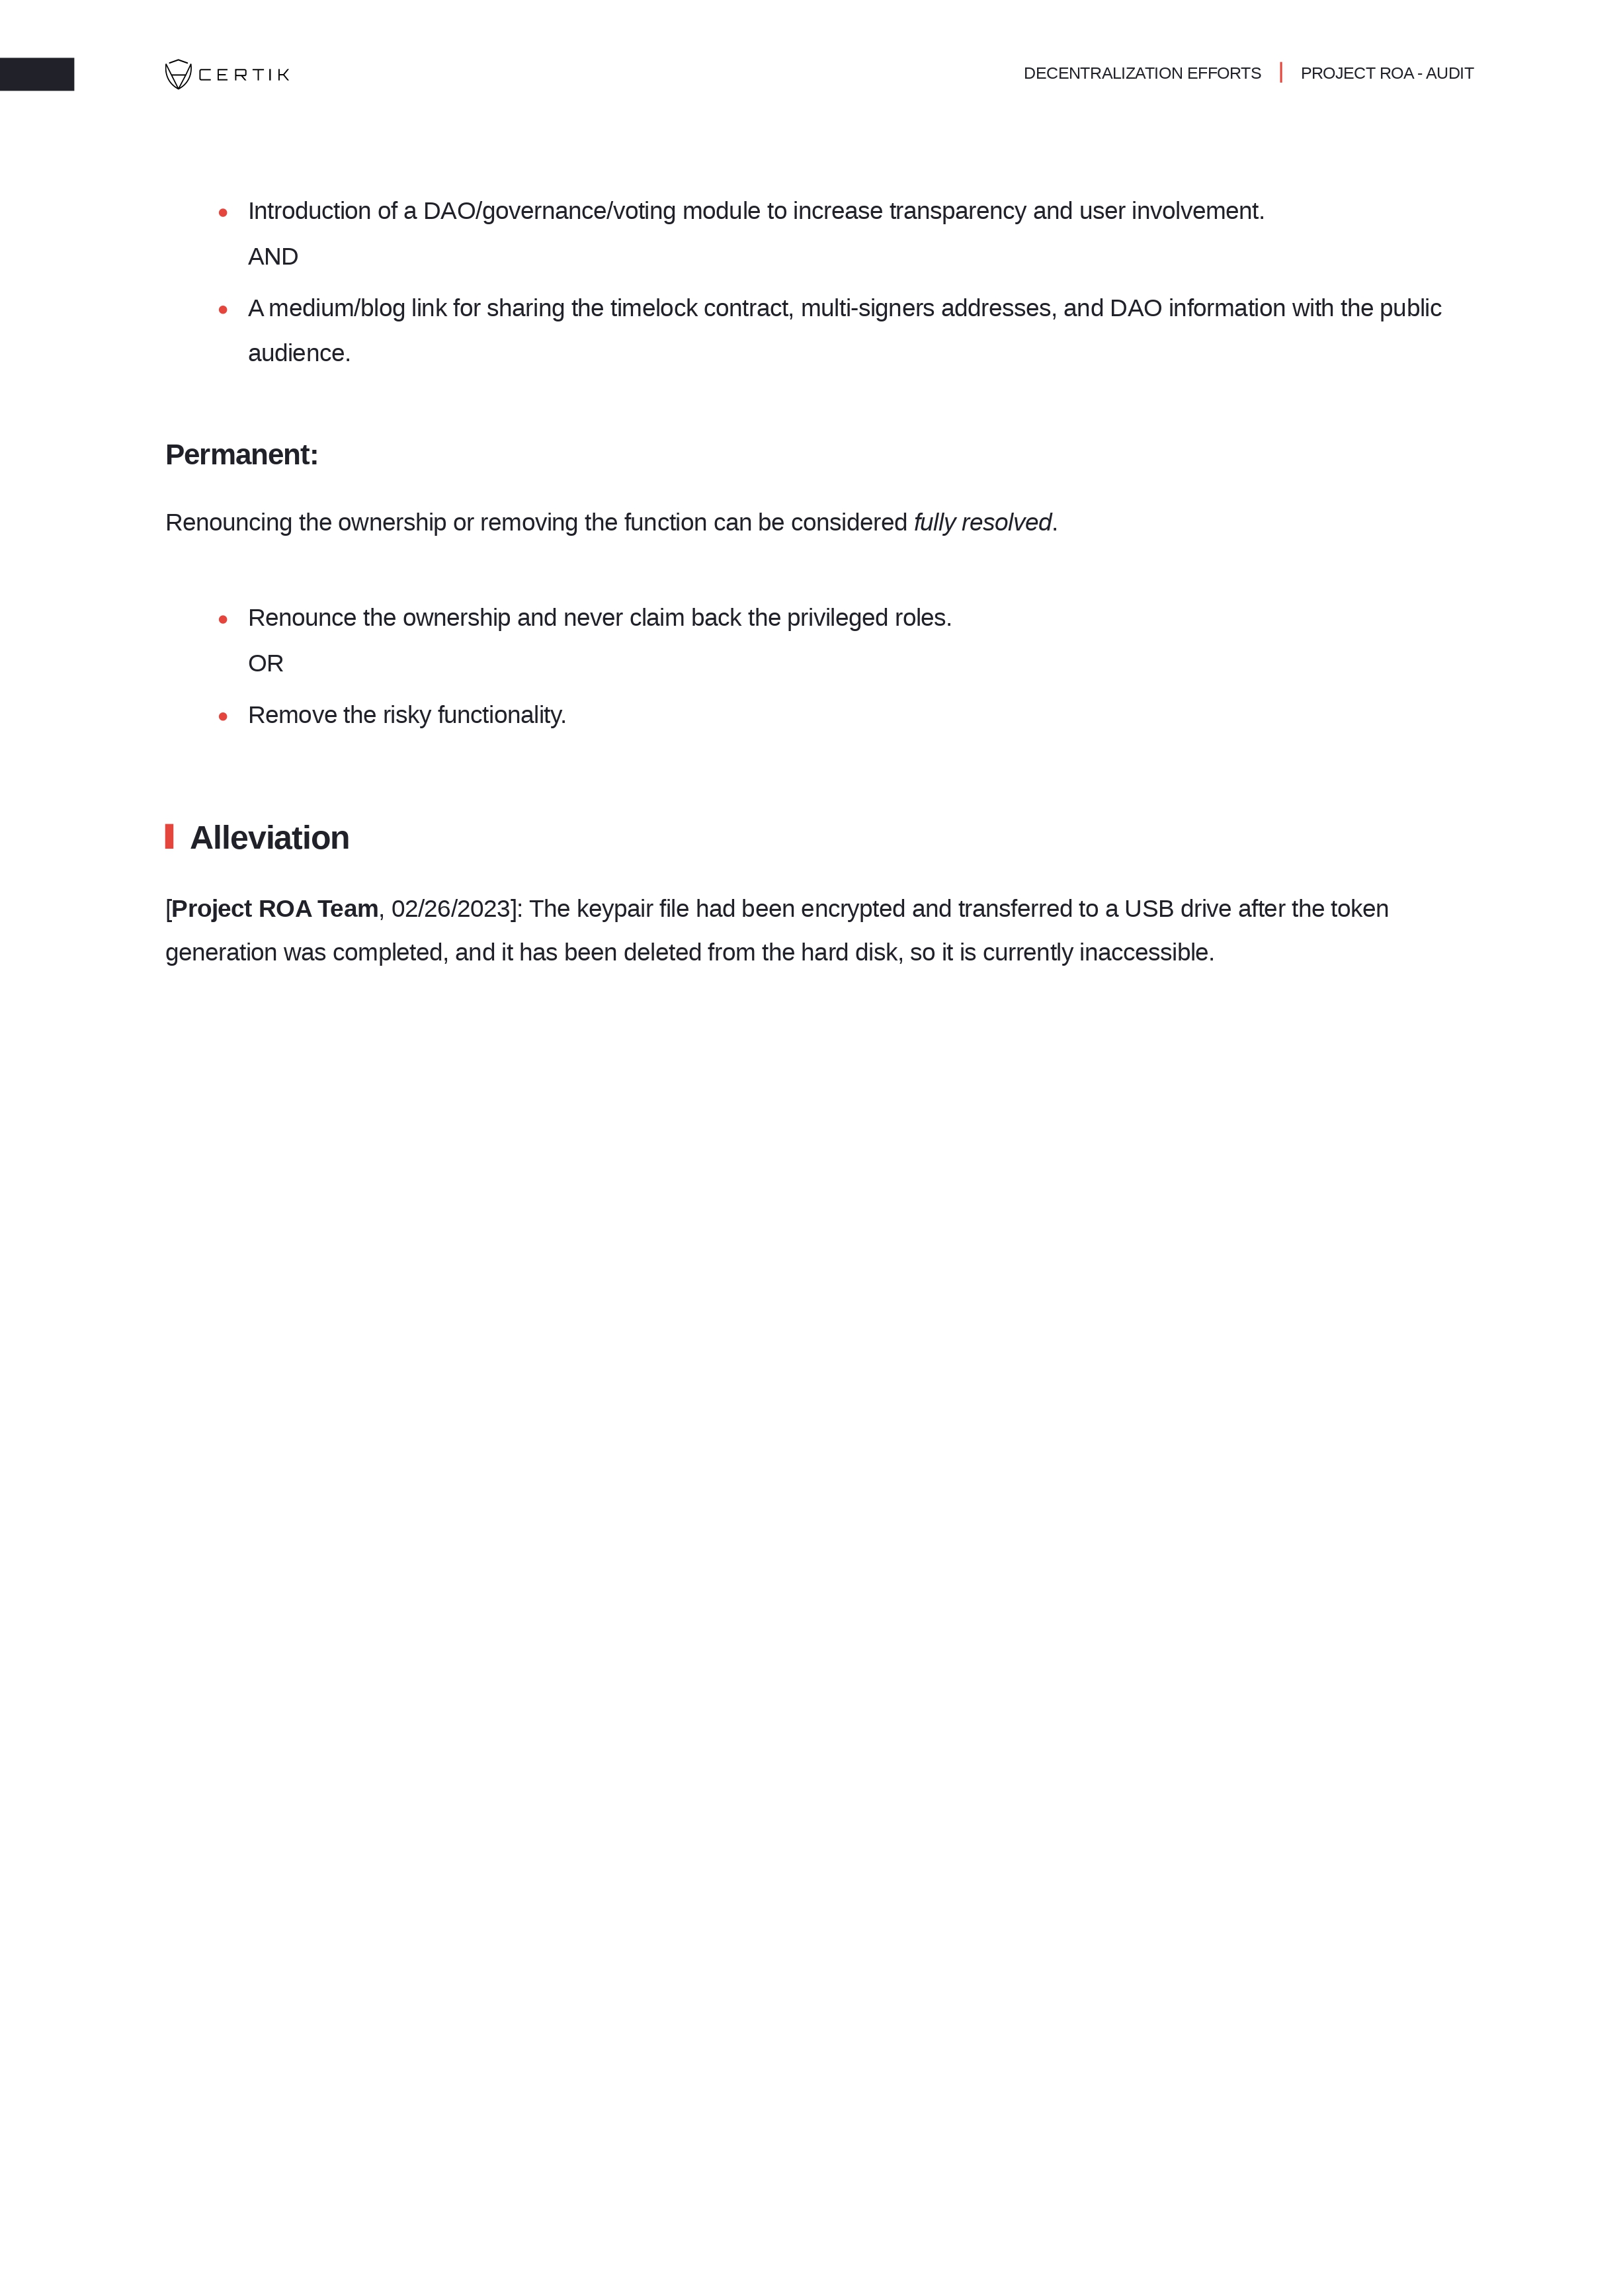 CERTIK
DECENTRALIZATION EFFORTS | PROJECT ROA - AUDIT
• Introduction of a DAO/governance/voting module to increase transparency and user involvement.
AND
• A medium/blog link for sharing the timelock contract, multi-signers addresses, and DAO information with the public
audience.
Permanent:
Renouncing the ownership or removing the function can be considered fully resolved.
• Renounce the ownership and never claim back the privileged roles.
OR
• Remove the risky functionality.
Alleviation
[Project ROA Team, 02/26/2023]: The keypair file had been encrypted and transferred to a USB drive after the token
generation was completed, and it has been deleted from the hard disk, so it is currently inaccessible.